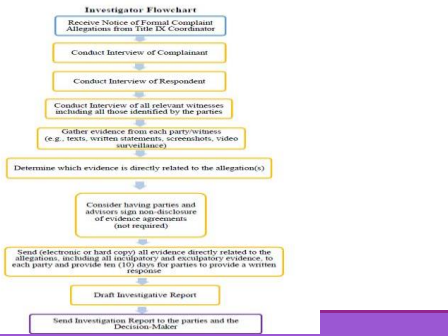 Investigator Flowchart
Receive Notice of Formal Complaint
Allegations from Title IX Coordinator
Conduct Interview of Complainant
Conduct Interview of Respondent
Conduct Interview of all relevant witnesses
including all those identified by the parties
Gather evidence from each party/witness
(e.g., texts, written statements, screenshots, video
surveillance)
Determine which evidence is directly related to the allegation(s)
Consider having parties and
advisors sign non-disclosure
of evidence agreements
(not required)
Send (electronic or hard copy) all evidence directly related to the
allegations, including all inculpatory and exculpatory evidence, to
each party and provide ten (10) days for parties to provide a written
response
Draft Investigative Report
Send Investigation Report to the parties and the
Decision-Maker